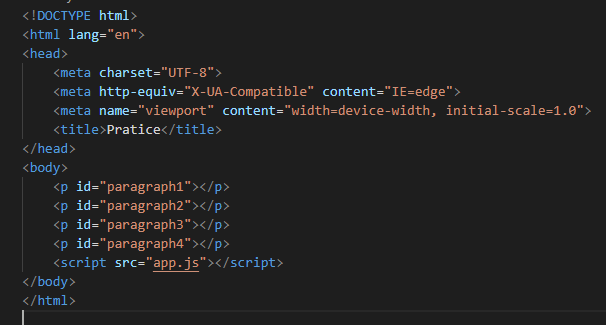 <!DOCTYPE html>
<html lang="en">
<head>
    <meta charset="UTF-8">
    <meta http-equiv="X-UA-Compatible" content="IE=edge">
    <meta name="viewport" content="width=device-width, initial-scale=1.0">
    <title>Pratice</title>
</head>
<body>
    <p id="paragraph1"></p>
    <p id="paragraph2"></p>
    <p id="paragraph3"></p>
    <p id="paragraph4"></p>
    <script src="app.js"></script>
</body>
</html>